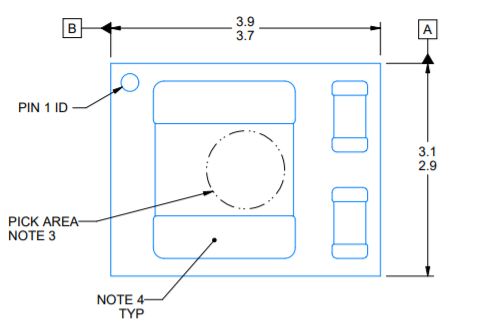 B
3.9
3.7
A
PIN 1 ID
3.1
2.9
PICK AREA
NOTE 3
NOTE 4
TYP